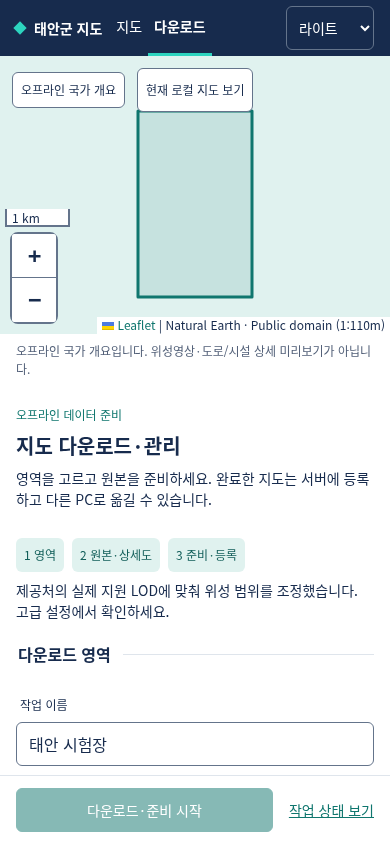 태안군 지도 지도 다운로드 라이트
오프라인 국가 개요 현재 로컬 지도 보기
1 km
+
−
Leaflet | Natural Earth · Public domain (1:110m)
오프라인 국가 개요입니다. 위성영상·도로/시설 상세 미리보기가 아닙니
다.
오프라인 데이터 준비
지도 다운로드·관리
영역을 고르고 원본을 준비하세요. 완료한 지도는 서버에 등록
하고 다른 PC로 옮길 수 있습니다.
1 영역 2 원본·상세도 3 준비·등록
제공처의 실제 지원 LOD에 맞춰 위성 범위를 조정했습니다.
고급 설정에서 확인하세요.
다운로드 영역
작업 이름
태안 시험장
다운로드·준비 시작 작업 상태 보기